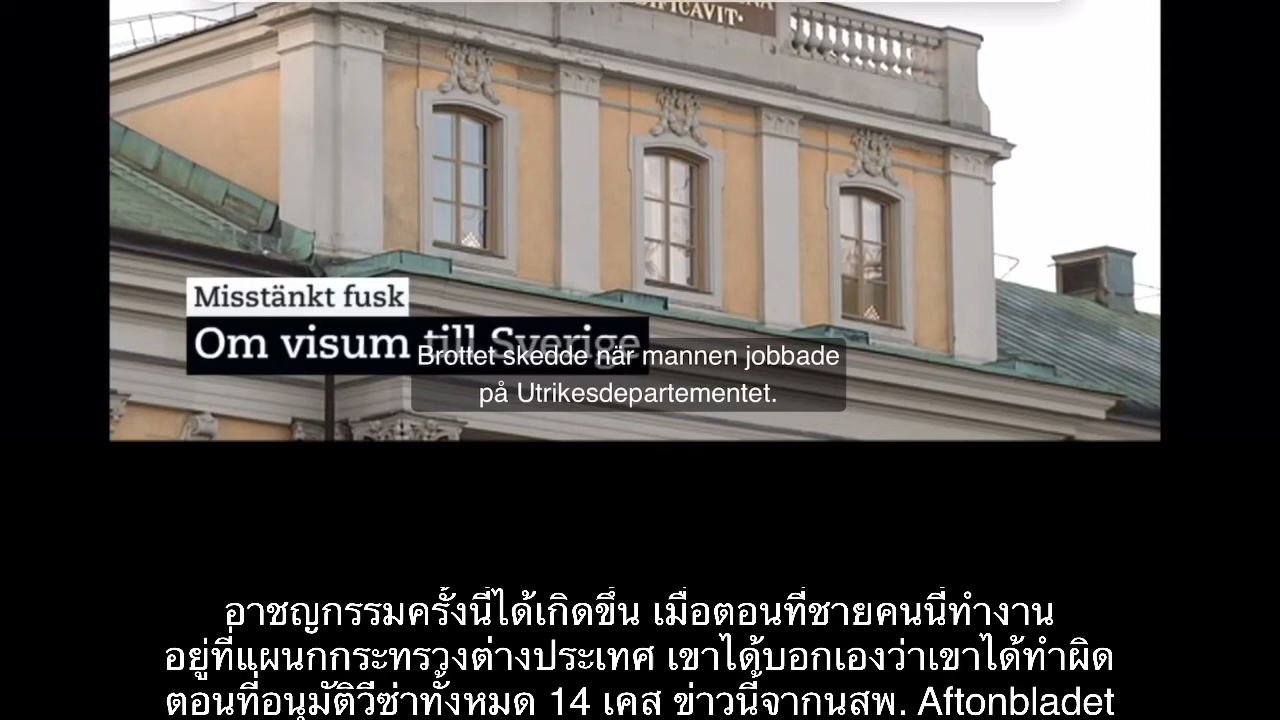 IFICAVIT·
Misstänkt fusk
Om visum till Sverige
Brottet skedde när mannen jobbade
på Utrikesdepartementet.
อาชญกรรมครั้งนี้ได้เกิดขึ้น เมื่อตอนที่ชายคนนี้ทำงาน
อยู่ที่แผนกกระทรวงต่างประเทศ เขาได้บอกเองว่าเขาได้ทำผิด
ตอนที่อนุมัติวีซ่าทั้งหมด 14 เคส ข่าวนี้จากนสพ. Aftonbladet